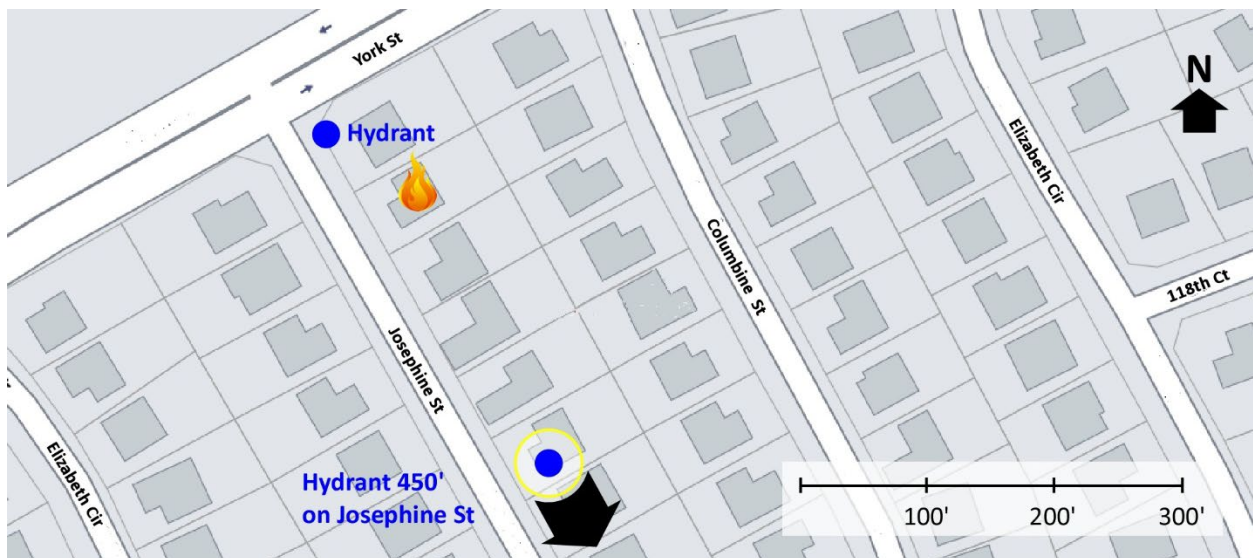 York St
N
Hydrant
Elizabeth Cir
118th Ct
Columbine St
Josephine St
Elizabeth Cir
Hydrant 450'
on Josephine St
100' 200' 300'